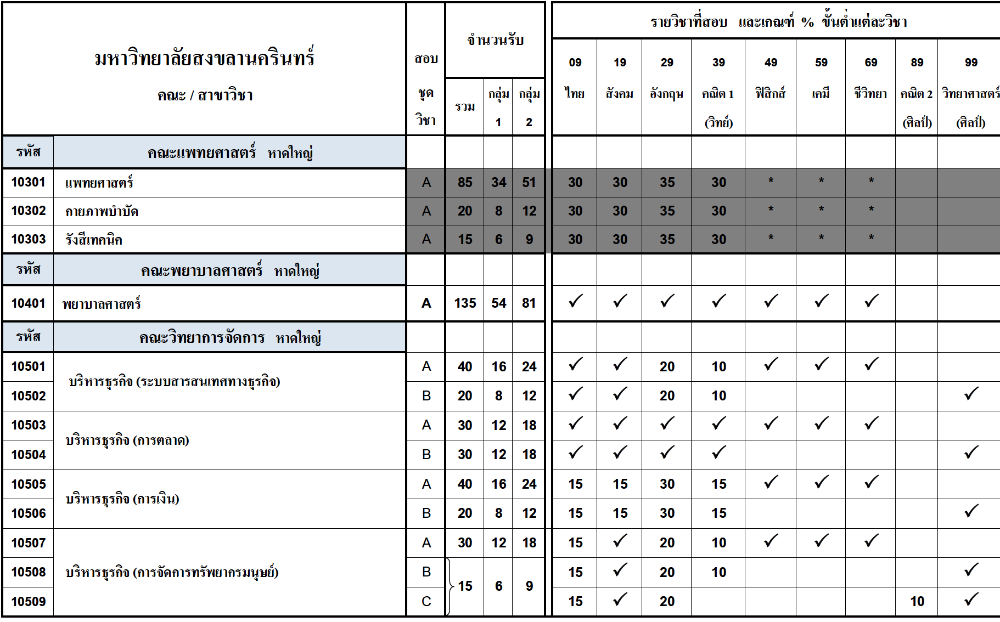 มหาวิทยาลัยสงขลานครินทร์
คณะ / สาขาวิชา
สอบ
ชุด
วิชา
จำนวนรับ
รวม
กลุ่ม 1
กลุ่ม 2
รายวิชาที่สอบ และเกณฑ์ % ขั้นต่ำแต่ละวิชา
09 19 29 39 49 59 69 89 99
ไทย สังคม อังกฤษ คณิต 1 ฟิสิกส์ เคมี ชีวิทยา คณิต 2 วิทยาศาสตร์
(วิทย์) (ศิลป์) (ศิลป์)
รหัส คณะแพทยศาสตร์ หาดใหญ่
10301 แพทยศาสตร์ A 85 34 51 30 30 35 30 * * *
10302 กายภาพบำบัด A 20 8 12 30 30 35 30 * * *
10303 รังสีเทคนิค A 15 6 9 30 30 35 30 * * *
รหัส คณะพยาบาลศาสตร์ หาดใหญ่
10401 พยาบาลศาสตร์ A 135 54 81 ✓ ✓ ✓ ✓ ✓ ✓ ✓
รหัส คณะวิทยาการจัดการ หาดใหญ่
10501 A 40 16 24 ✓ ✓ 20 10 ✓ ✓ ✓
บริหารธุรกิจ (ระบบสารสนเทศทางธุรกิจ)
10502 B 20 8 12 ✓ ✓ 20 10 ✓
10503 A 30 12 18 ✓ ✓ ✓ ✓ ✓ ✓ ✓
บริหารธุรกิจ (การตลาด)
10504 B 30 12 18 ✓ ✓ ✓ ✓ ✓
10505 A 40 16 24 15 15 30 15 ✓ ✓ ✓
บริหารธุรกิจ (การเงิน)
10506 B 20 8 12 15 15 30 15 ✓
10507 A 30 12 18 15 ✓ 20 10 ✓ ✓ ✓
10508 บริหารธุรกิจ (การจัดการทรัพยากรมนุษย์) B 15 ✓ 20 10 ✓
15 6 9
10509 C 15 ✓ 20 10 ✓